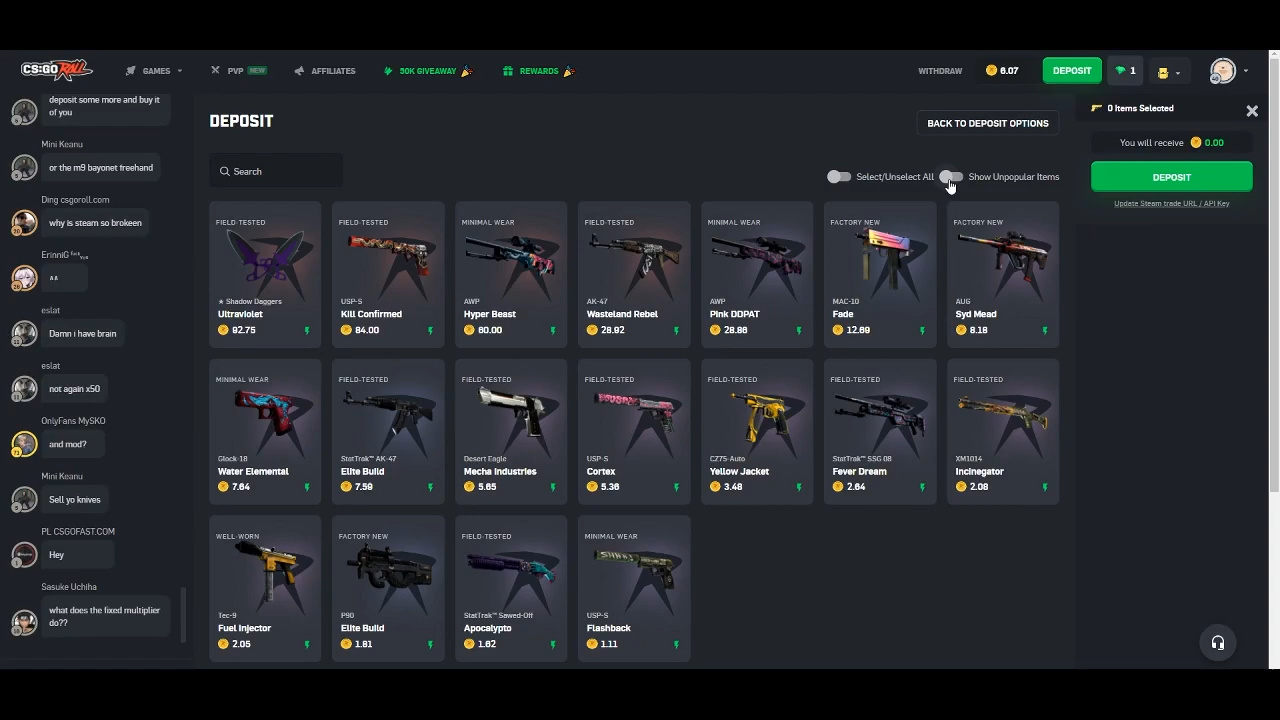 CS:GO ROLL
GAMES
PVP NEW
AFFILIATES
50K GIVEAWAY
REWARDS
WITHDRAW
6.07
DEPOSIT
1
deposit some more and buy it
of you
Mini Keanu
or the m9 bayonet freehand
Ding csgoroll.com
why is steam so brokeen
ErinniG
^^
eslat
Damn i have brain
eslat
not again x50
OnlyFans MySKO
and mod?
Mini Keanu
Sell yo knives
PL CSGOFAST.COM
Hey
Sasuke Uchiha
what does the fixed multiplier
do??
DEPOSIT
BACK TO DEPOSIT OPTIONS
Search
Select/Unselect All
Show Unpopular Items
FIELD-TESTED
★ Shadow Daggers
Ultraviolet
92.75
FIELD-TESTED
USP-S
Kill Confirmed
84.00
MINIMAL WEAR
AWP
Hyper Beast
60.00
FIELD-TESTED
AK-47
Wasteland Rebel
28.92
MINIMAL WEAR
AWP
Pink DDPAT
28.86
FACTORY NEW
MAC-10
Fade
12.69
FACTORY NEW
AUG
Syd Mead
8.18
MINIMAL WEAR
Glock-18
Water Elemental
7.64
FIELD-TESTED
StatTrak™ AK-47
Elite Build
7.59
FIELD-TESTED
Desert Eagle
Mecha Industries
5.65
FIELD-TESTED
USP-S
Cortex
5.36
FIELD-TESTED
CZ75-Auto
Yellow Jacket
3.48
FIELD-TESTED
StatTrak™ SSG 08
Fever Dream
2.64
FIELD-TESTED
XM1014
Incinegator
2.08
WELL-WORN
Tec-9
Fuel Injector
2.05
FACTORY NEW
P90
Elite Build
1.81
FIELD-TESTED
StatTrak™ Sawed-Off
Apocalypto
1.62
MINIMAL WEAR
USP-S
Flashback
1.11
0 Items Selected
You will receive 0.00
DEPOSIT
Update Steam trade URL / API Key